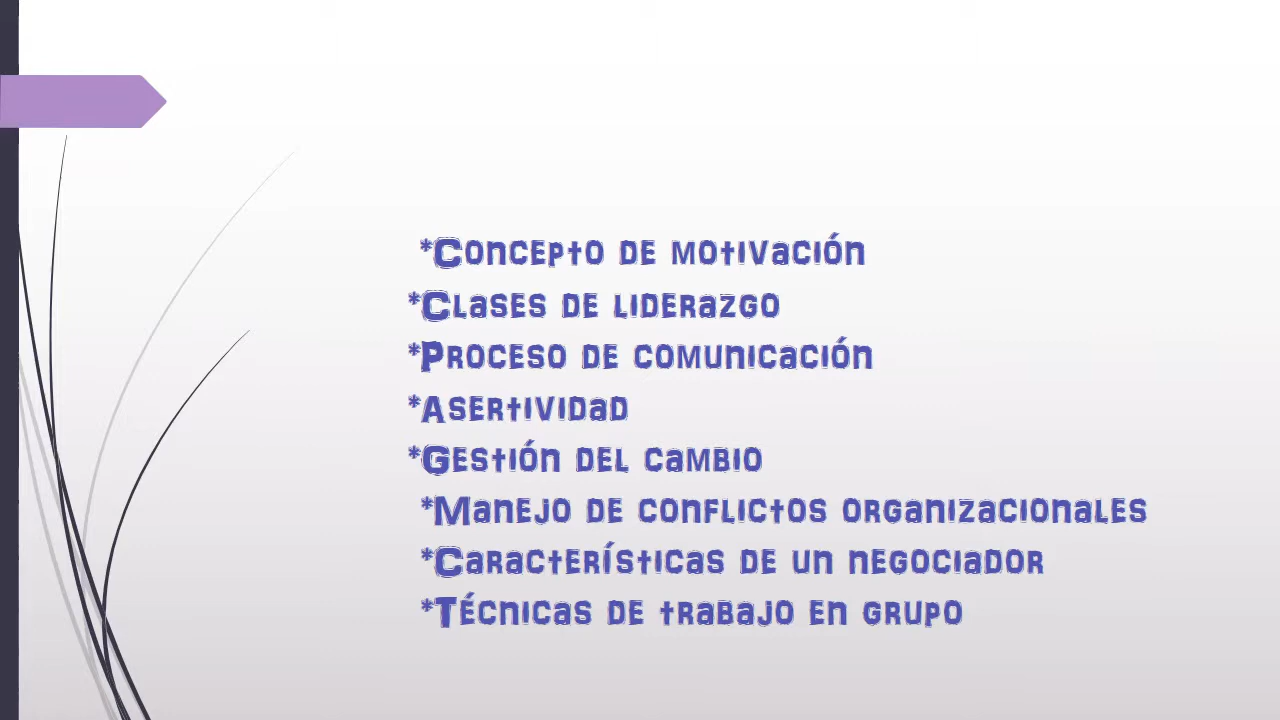 *Concepto de motivación
*Clases de liderazgo
*Proceso de comunicación
*Asertividad
*Gestión del cambio
*Manejo de conflictos organizacionales
*Características de un negociador
*Técnicas de trabajo en grupo